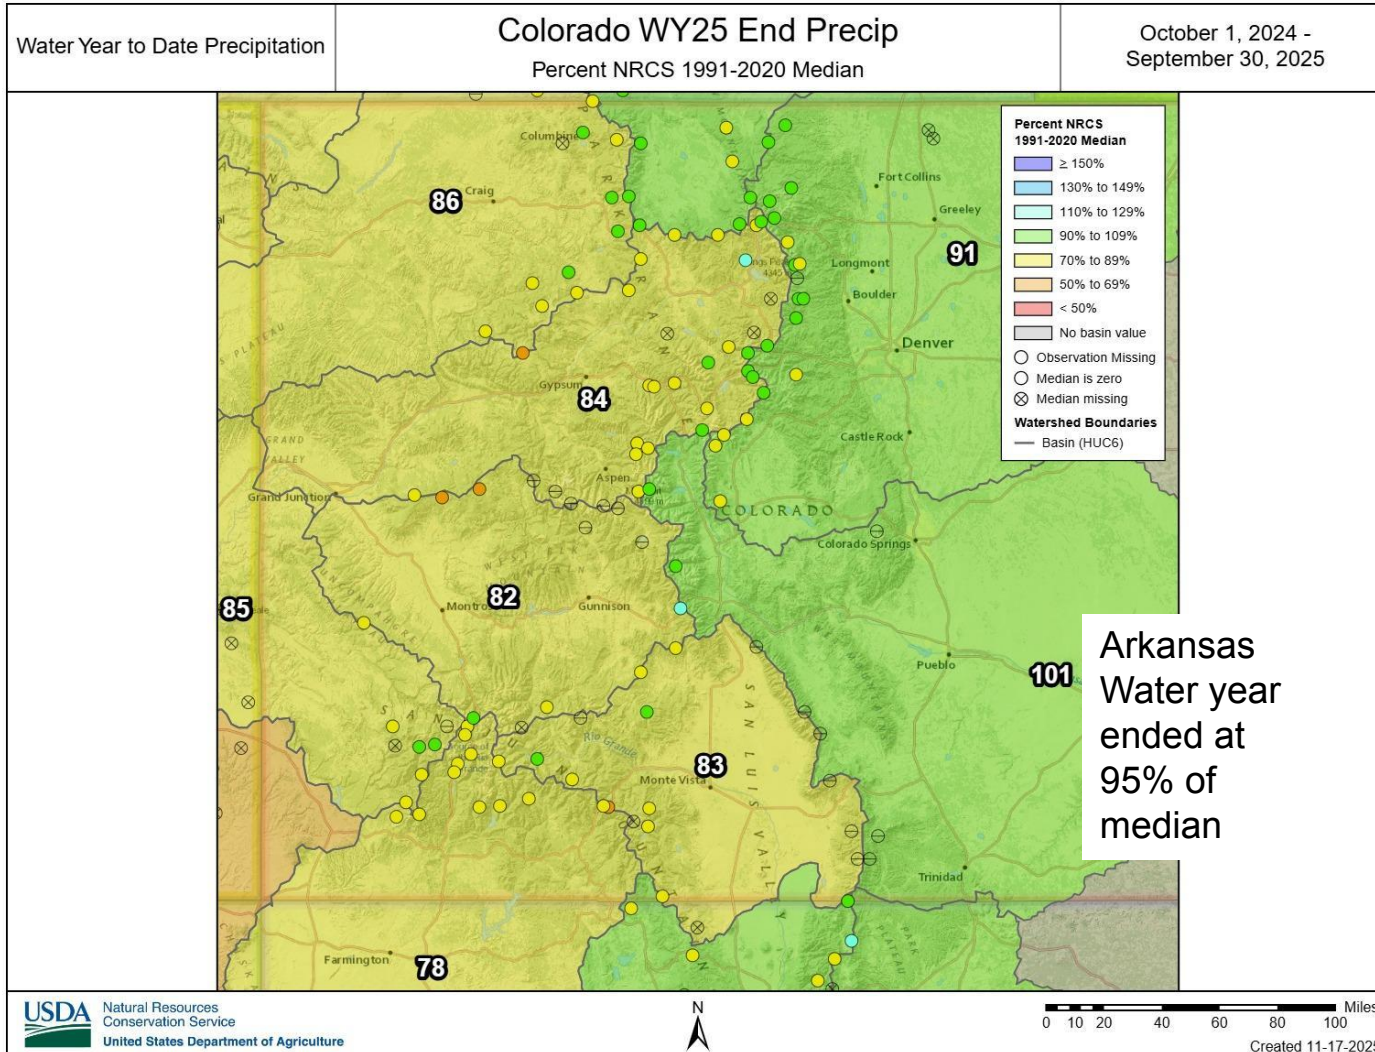 Water Year to Date Precipitation
Colorado WY25 End Precip
Percent NRCS 1991-2020 Median
October 1, 2024 -
September 30, 2025
Percent NRCS
1991-2020 Median
≥ 150%
130% to 149%
110% to 129%
90% to 109%
70% to 89%
50% to 69%
< 50%
No basin value
Observation Missing
Median is zero
Median missing
Watershed Boundaries
Basin (HUC6)
Columbine
Craig
86
Fort Collins
Greeley
91
Longmont
Boulder
Denver
Gypsum
84
GRAND
VALLEY
Grand Junction
Aspen
Castle Rock
COLORADO
Colorado Springs
85
82
Gunnison
Pueblo
101
SAN LUIS VALL
Rio Grande
Monte Vista
83
Trinidad
Farmington
78
PARK
PLATEAU
Arkansas
Water year
ended at
95% of
median
USDA
Natural Resources
Conservation Service
United States Department of Agriculture
N
Miles
0 10 20 40 60 80 100
Created 11-17-2025